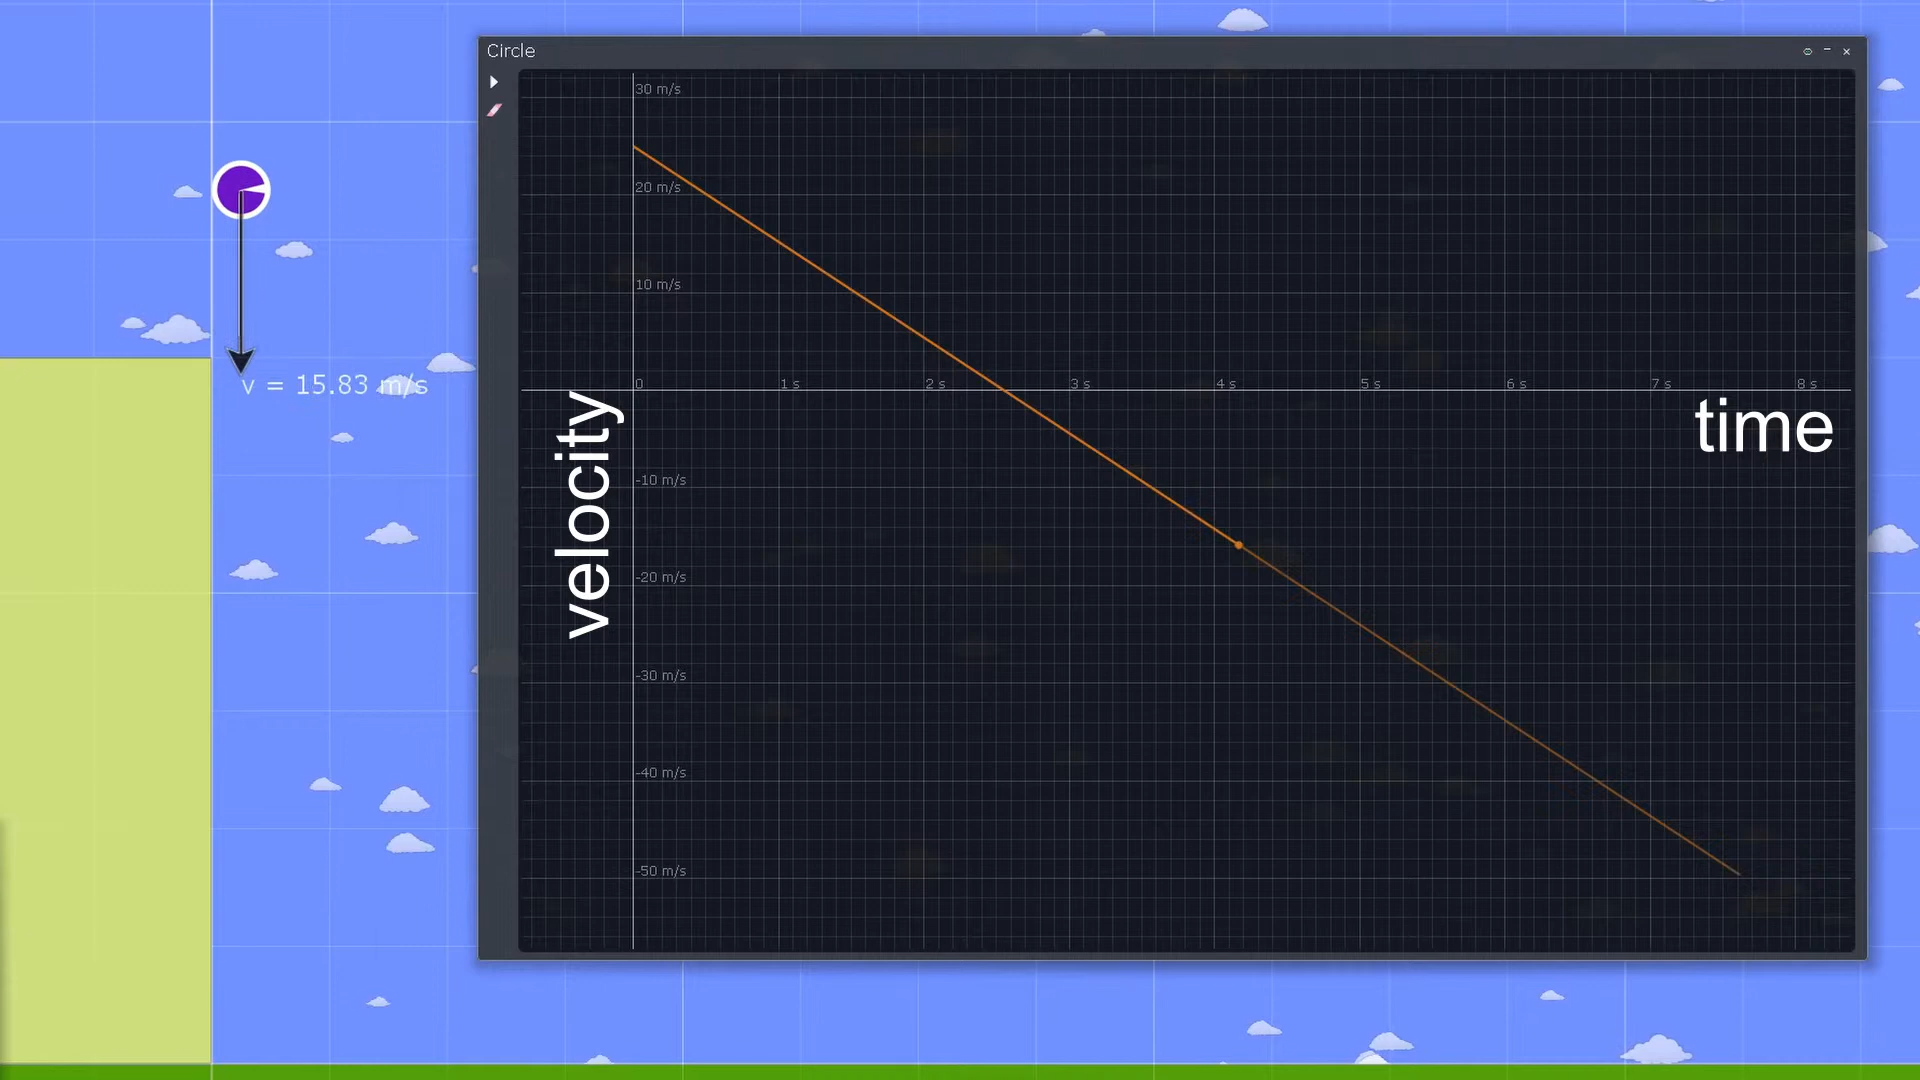 Circle
30 m/s
20 m/s
10 m/s
0 1 s 2 s 3 s 4 s 5 s 6 s 7 s 8 s
time
velocity
v = 15.83 m/s
-10 m/s
-20 m/s
-30 m/s
-40 m/s
-50 m/s